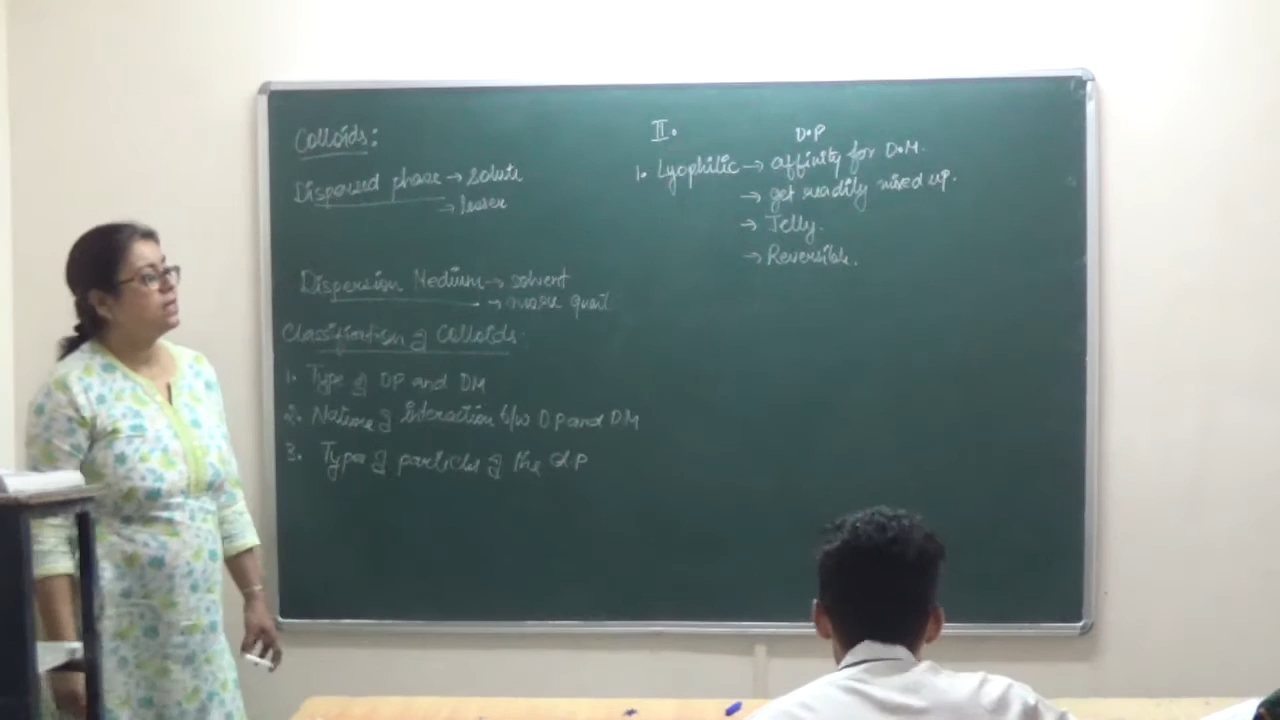 Colloids:
Dispersed phase → solute
→ lesser
Dispersion Medium → solvent
→ more quant
Classification of Colloids.
1. Type of DP and DM
2. Nature of interaction b/w DP and DM
3. Type of particles of the d.P
II.
D.P
1. Lyophilic → affinity for D.M.
→ get readily mixed up.
→ Jelly.
→ Reversible.